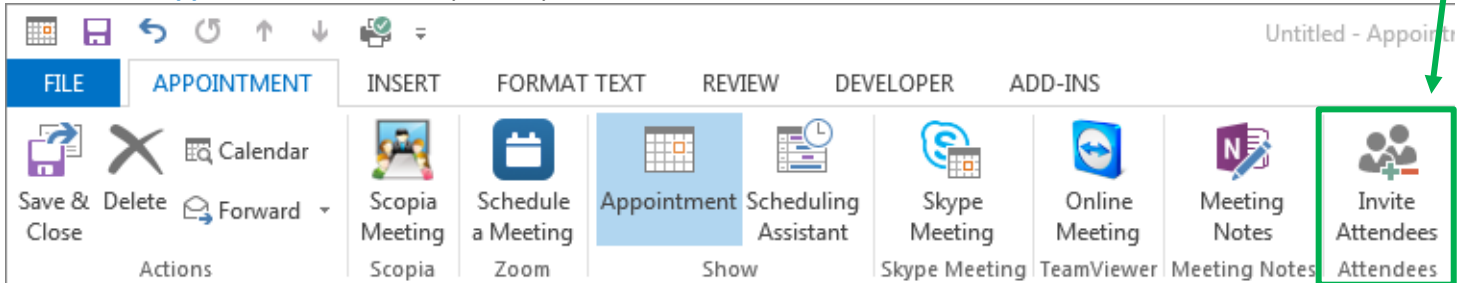 Untitled - Appoint
FILE APPOINTMENT INSERT FORMAT TEXT REVIEW DEVELOPER ADD-INS
Save & Close
Delete
Calendar
Forward
Scopia Meeting
Schedule a Meeting
Appointment
Scheduling Assistant
Skype Meeting
Online Meeting
N
Meeting Notes
Invite Attendees
Actions Scopia Zoom Show Skype Meeting TeamViewer Meeting Notes Attendees